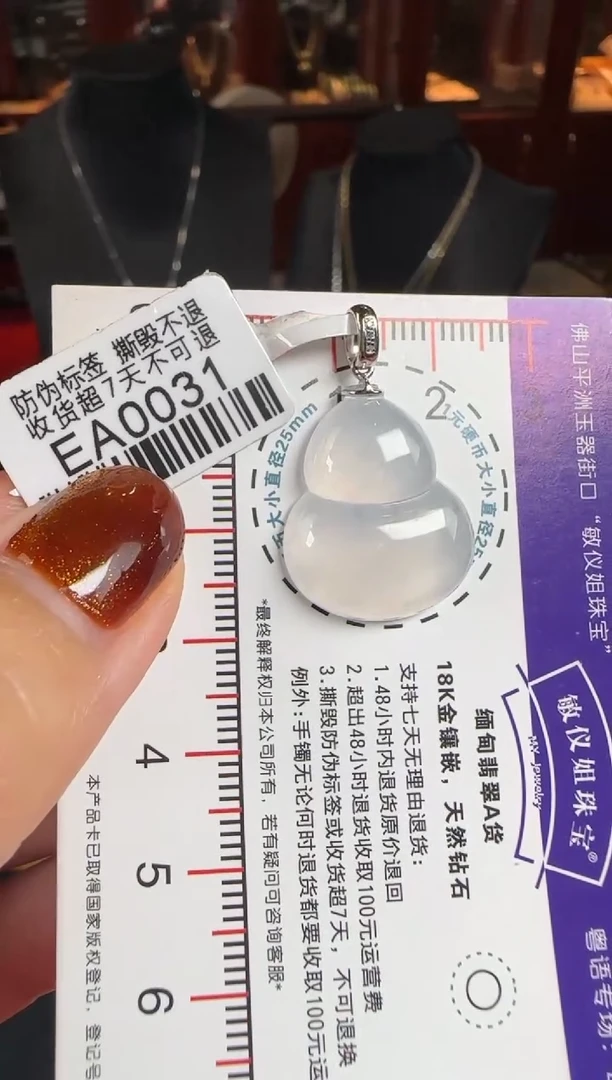 防伪标签 撕毁不退
收货超7天不可退
EA0031
2
1元硬币大小直径25
大小直径25mm
4
5
6
缅甸翡翠A货
18K金镶嵌，天然钻石
支持七天无理由退货：
1.48小时内退货原价退回
2.超出48小时退货收取100元运营费
3.撕毁防伪标签或收货超7天，不可退换
例外:手镯无论何时退货都要收取100元运
*最终解释权归本公司所有，若有疑问可咨询客服*
本产品卡已取得国家版权登记，登记号
佛山平洲玉器街口“敏仪姐珠宝”
敏仪姐珠宝®
MY jewelry
粤语专场：